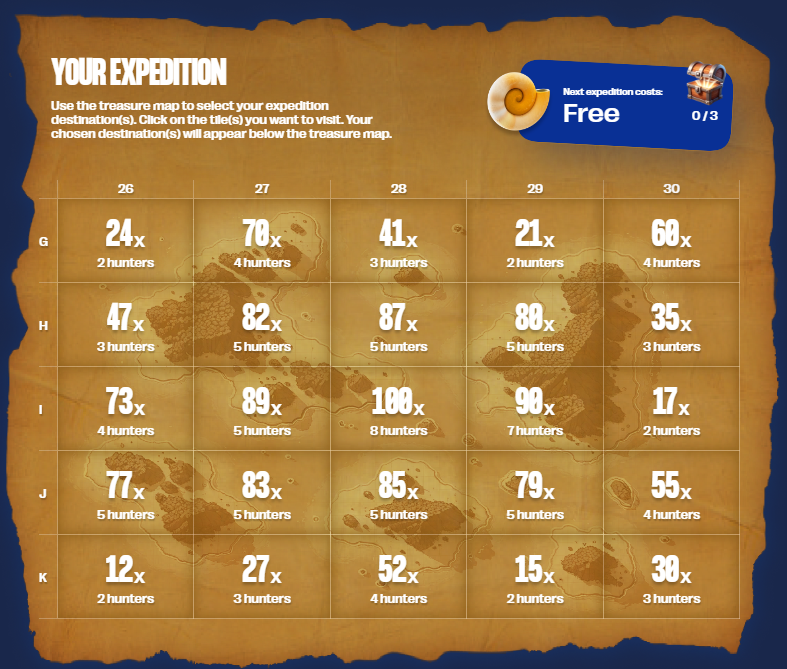 YOUR EXPEDITION
Use the treasure map to select your expedition
destination(s). Click on the tile(s) you want to visit. Your
chosen destination(s) will appear below the treasure map.
Next expedition costs:
Free
0 / 3
26 27 28 29 30
G
24x 70x 41x 21x 60x
2 hunters 4 hunters 3 hunters 2 hunters 4 hunters
H
47x 82x 87x 80x 35x
3 hunters 5 hunters 5 hunters 5 hunters 3 hunters
I
73x 89x 100x 90x 17x
4 hunters 5 hunters 8 hunters 7 hunters 2 hunters
J
77x 83x 85x 79x 55x
5 hunters 5 hunters 5 hunters 5 hunters 4 hunters
K
12x 27x 52x 15x 30x
2 hunters 3 hunters 4 hunters 2 hunters 3 hunters